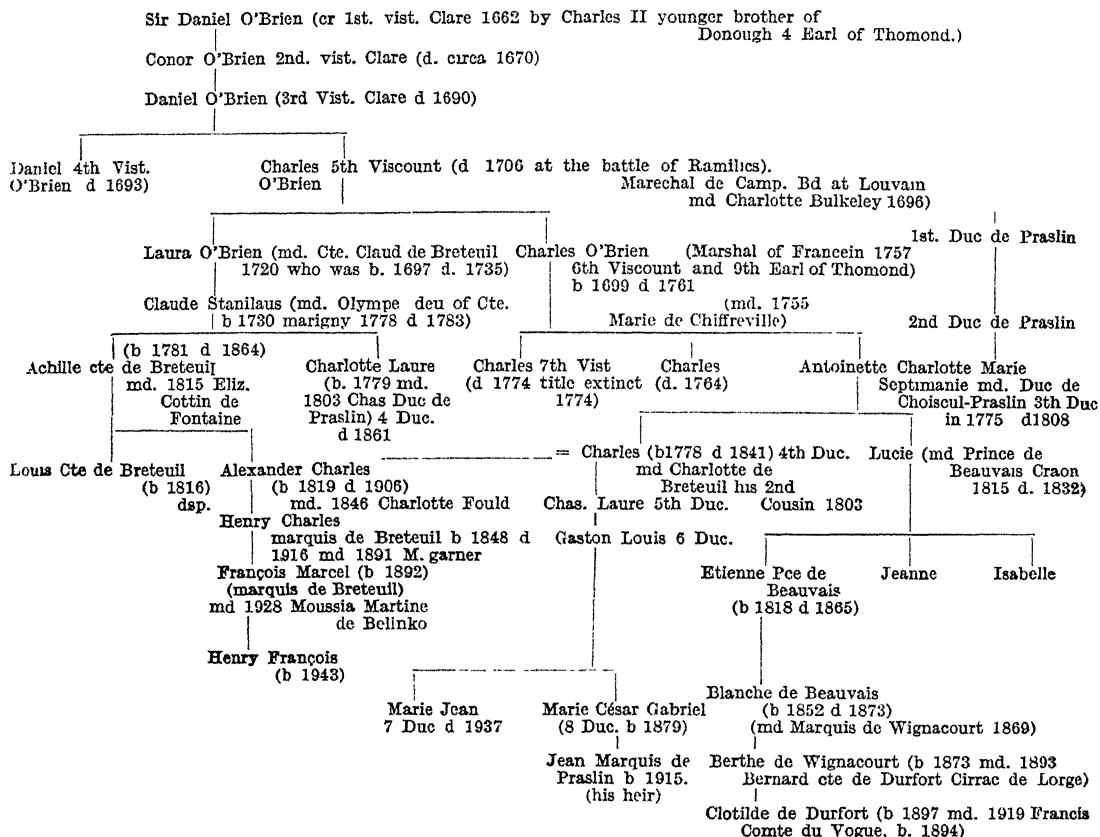 Sir Daniel O'Brien (cr 1st. vist. Clare 1662 by Charles II younger brother of
Donough 4 Earl of Thomond.)
Conor O'Brien 2nd. vist. Clare (d. circa 1670)
Daniel O'Brien (3rd Vist. Clare d 1690)
Daniel 4th Vist.
O'Brien d 1693)
Charles 5th Viscount (d 1706 at the battle of Ramilics).
O'Brien
Marechal de Camp. Bd at Louvain
md Charlotte Bulkeley 1696)
1st. Duc de Praslin
Laura O'Brien (md. Cte. Claud de Breteuil
1720 who was b. 1697 d. 1735)
Charles O'Brien (Marshal of Francein 1757
6th Viscount and 9th Earl of Thomond)
b 1699 d 1761
(md. 1755
Marie de Chiffreville)
Claude Stanilaus (md. Olympe deu of Cte.
b 1730 marigny 1778 d 1783)
2nd Duc de Praslin
(b 1781 d 1864)
Achille cte de Breteuil
md. 1815 Eliz.
Cottin de
Fontaine
Charlotte Laure
(b. 1779 md.
1803 Chas Duc de
Praslin) 4 Duc.
d 1861
Charles 7th Vist
(d 1774 title extinct
1774)
Charles
(d. 1764)
Antoinette Charlotte Marie
Septimanie md. Duc de
Choiscul-Praslin 3th Duc
in 1775 d1808
Louis Cte de Breteuil
(b 1816)
dsp.
Alexander Charles
(b 1819 d 1906)
md. 1846 Charlotte Fould
= Charles (b1778 d 1841) 4th Duc.
md Charlotte de
Breteuil his 2nd
Cousin 1803
Lucie (md Prince de
Beauvais Craon
1815 d. 1832)
Chas. Laure 5th Duc.
Henry Charles
marquis de Breteuil b 1848 d
1916 md 1891 M. garner
Gaston Louis 6 Duc.
François Marcel (b 1892)
(marquis de Breteuil)
md 1928 Moussia Martine
de Belinko
Etienne Pce de
Beauvais
(b 1818 d 1865)
Jeanne
Isabelle
Henry François
(b 1943)
Marie Jean
7 Duc d 1937
Marie César Gabriel
(8 Duc. b 1879)
Blanche de Beauvais
(b 1852 d 1873)
(md Marquis de Wignacourt 1869)
Jean Marquis de
Praslin b 1915.
(his heir)
Berthe de Wignacourt (b 1873 md. 1893
Bernard cte de Durfort Cirrac de Lorge)
Clotilde de Durfort (b 1897 md. 1919 Francis
Comte du Vogue, b. 1894)